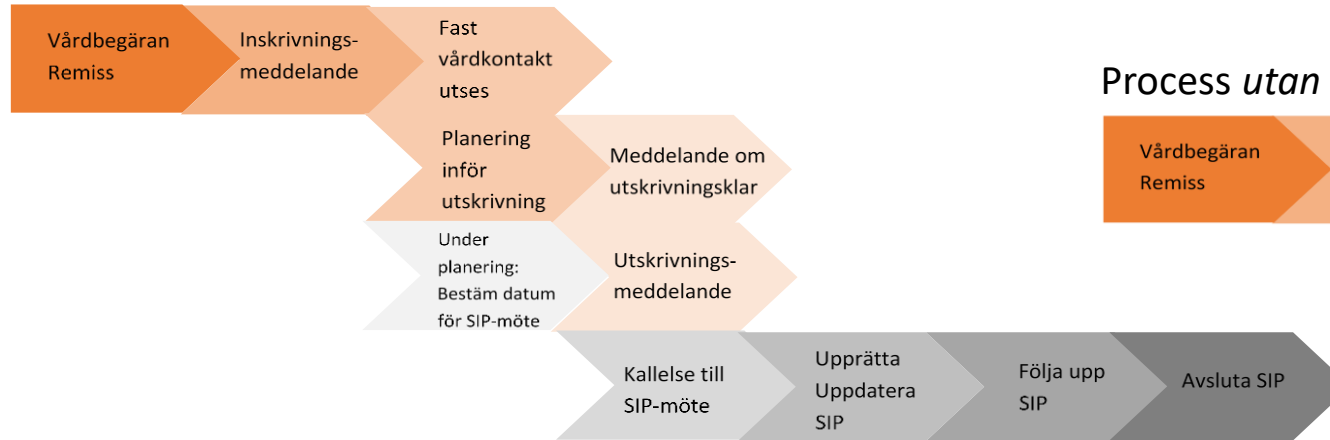 Vårdbegäran
Remiss
Inskrivnings-
meddelande
Fast
vårdkontakt
utses
Planering
inför
utskrivning
Meddelande om
utskrivningsklar
Under
planering:
Bestäm datum
för SIP-möte
Utskrivnings-
meddelande
Kallelse till
SIP-möte
Upprätta
Uppdatera
SIP
Följa upp
SIP
Avsluta SIP
Process utan
Vårdbegäran
Remiss